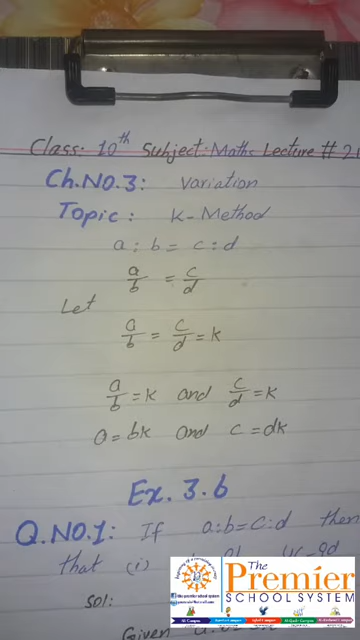 Class: 10th Subject: Maths Lecture #
Ch.NO.3: Variation
Topic: K-Method
a : b = c : d
a/b = c/d
Let
a/b = c/d = k
a/b = k and c/d = k
a = bk and c = dk
Ex. 3.6
Q.NO.1: If a:b=c:d then
that (i)
The Premier
SCHOOL SYSTEM
Sol:
Given